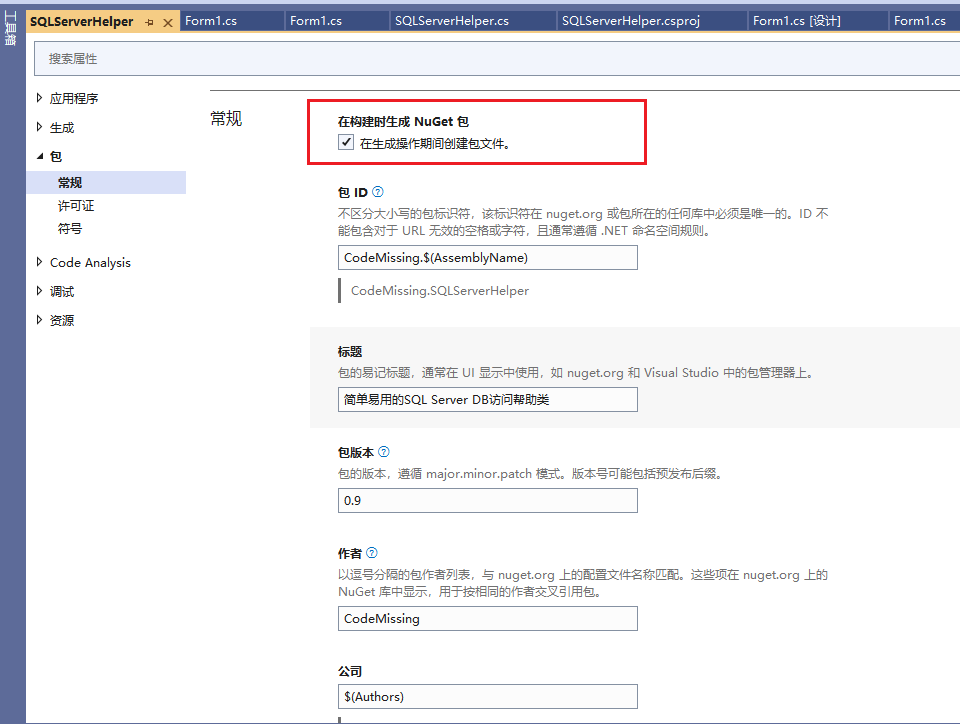 工具箱
SQLServerHelper
Form1.cs
Form1.cs
SQLServerHelper.cs
SQLServerHelper.csproj
Form1.cs [设计]
Form1.cs
搜索属性
应用程序
生成
包
常规
许可证
符号
Code Analysis
调试
资源
常规
在构建时生成 NuGet 包
在生成操作期间创建包文件。
包 ID
不区分大小写的包标识符，该标识符在 nuget.org 或包所在的任何库中必须是唯一的。ID 不
能包含对于 URL 无效的空格或字符，且通常遵循 .NET 命名空间规则。
CodeMissing.$(AssemblyName)
CodeMissing.SQLServerHelper
标题
包的易记标题，通常在 UI 显示中使用，如 nuget.org 和 Visual Studio 中的包管理器上。
简单易用的SQL Server DB访问帮助类
包版本
包的版本，遵循 major.minor.patch 模式。版本号可能包括预发布后缀。
0.9
作者
以逗号分隔的包作者列表，与 nuget.org 上的配置文件名称匹配。这些项在 nuget.org 上的
NuGet 库中显示，用于按相同的作者交叉引用包。
CodeMissing
公司
$(Authors)